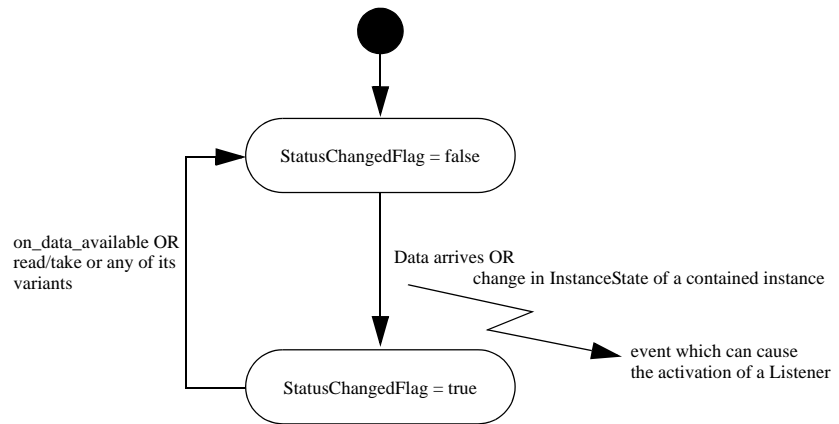 StatusChangedFlag = false
on_data_available OR
read/take or any of its
variants
Data arrives OR
change in InstanceState of a contained instance
event which can cause
the activation of a Listener
StatusChangedFlag = true